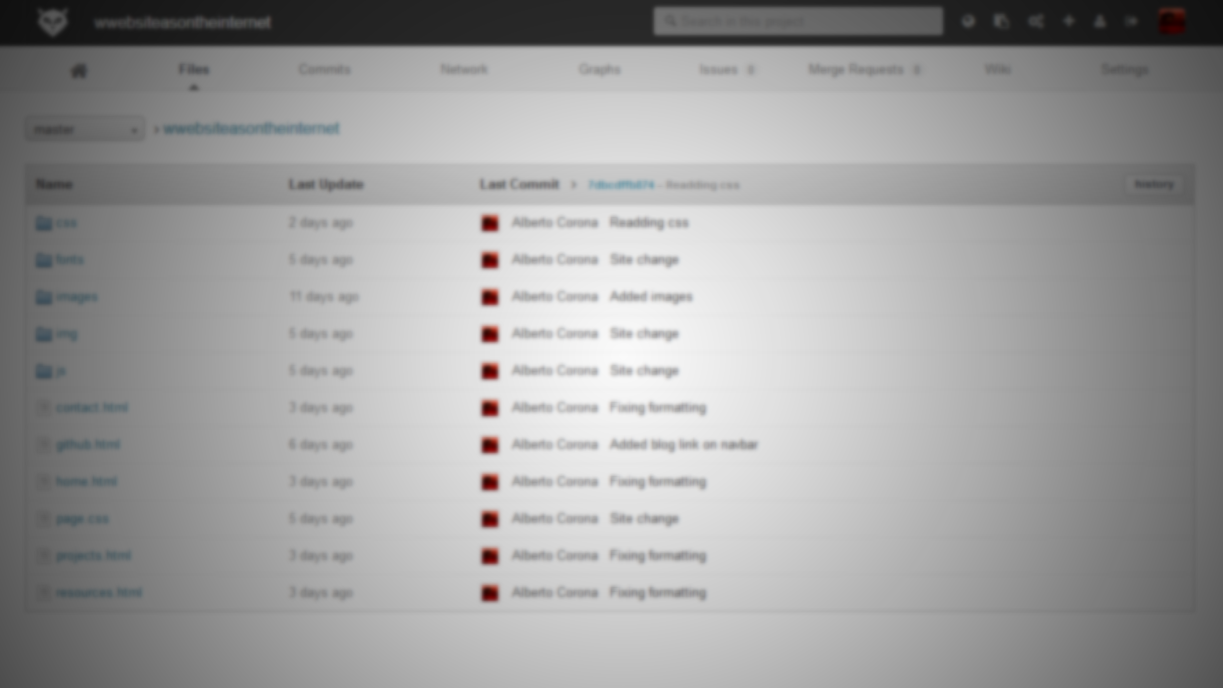 wwebsiteasontheinternet Search in this project
Files Commits Network Graphs Issues 0 Merge Requests 0 Wiki Settings
master › wwebsiteasontheinternet
Name Last Update Last Commit > – Readding css history
css 2 days ago Alberto Corona Readding css
fonts 5 days ago Alberto Corona Site change
images 11 days ago Alberto Corona Added images
img 5 days ago Alberto Corona Site change
js 5 days ago Alberto Corona Site change
contact.html 3 days ago Alberto Corona Fixing formatting
github.html 6 days ago Alberto Corona Added blog link on navbar
home.html 3 days ago Alberto Corona Fixing formatting
page.css 5 days ago Alberto Corona Site change
projects.html 3 days ago Alberto Corona Fixing formatting
resources.html 3 days ago Alberto Corona Fixing formatting